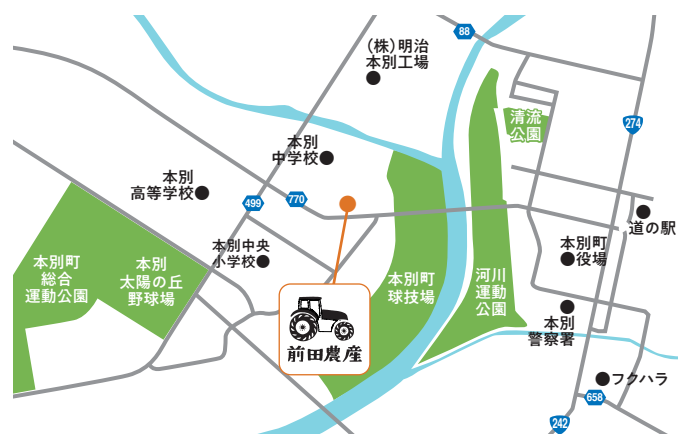 88
(株)明治
本別工場
清流
公園
274
本別
中学校
本別
高等学校
499
770
道の駅
本別町
役場
本別中央
小学校
本別町
総合
運動公園
本別
太陽の丘
野球場
本別町
球技場
河川
運動
公園
本別
警察署
前田農産
フクハラ
658
242